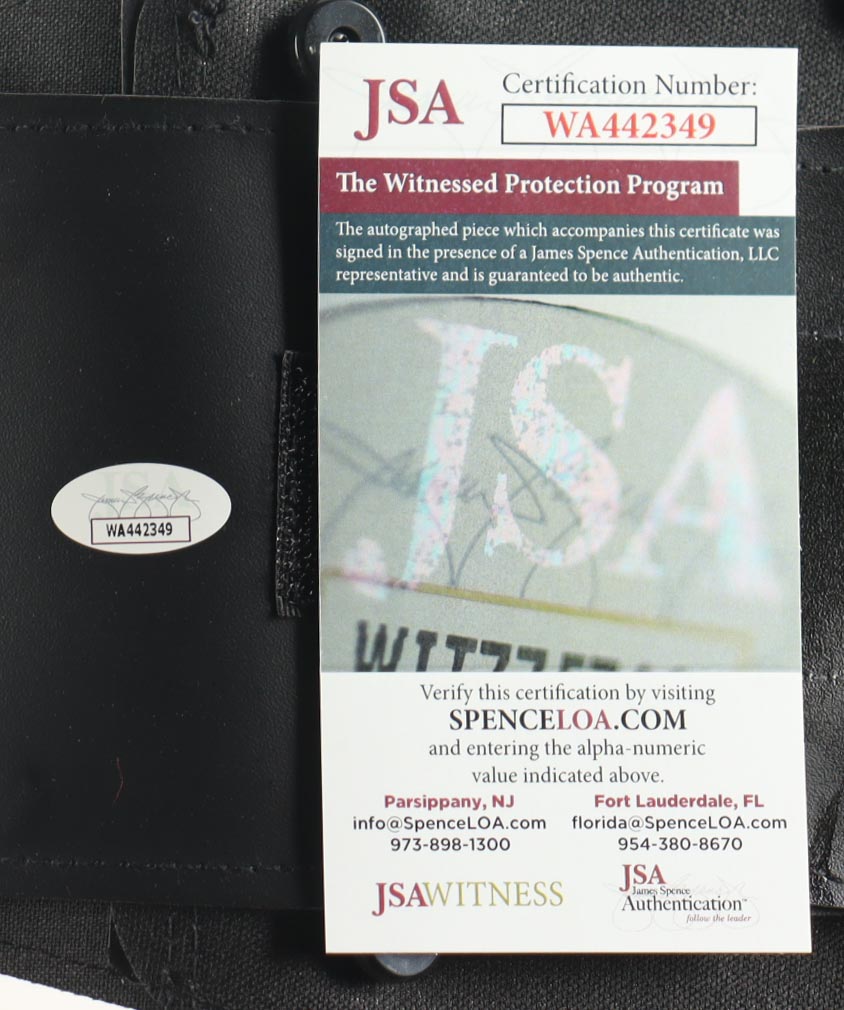 JSA
Certification Number:
WA442349
The Witnessed Protection Program
The autographed piece which accompanies this certificate was
signed in the presence of a James Spence Authentication, LLC
representative and is guaranteed to be authentic.
JSA
JSA
WA442349
Verify this certification by visiting
SPENCELOA.COM
and entering the alpha-numeric
value indicated above.
Parsippany, NJ
info@SpenceLOA.com
973-898-1300
Fort Lauderdale, FL
florida@SpenceLOA.com
954-380-8670
JSAWITNESS
JSA
James Spence
Authentication™
follow the leader